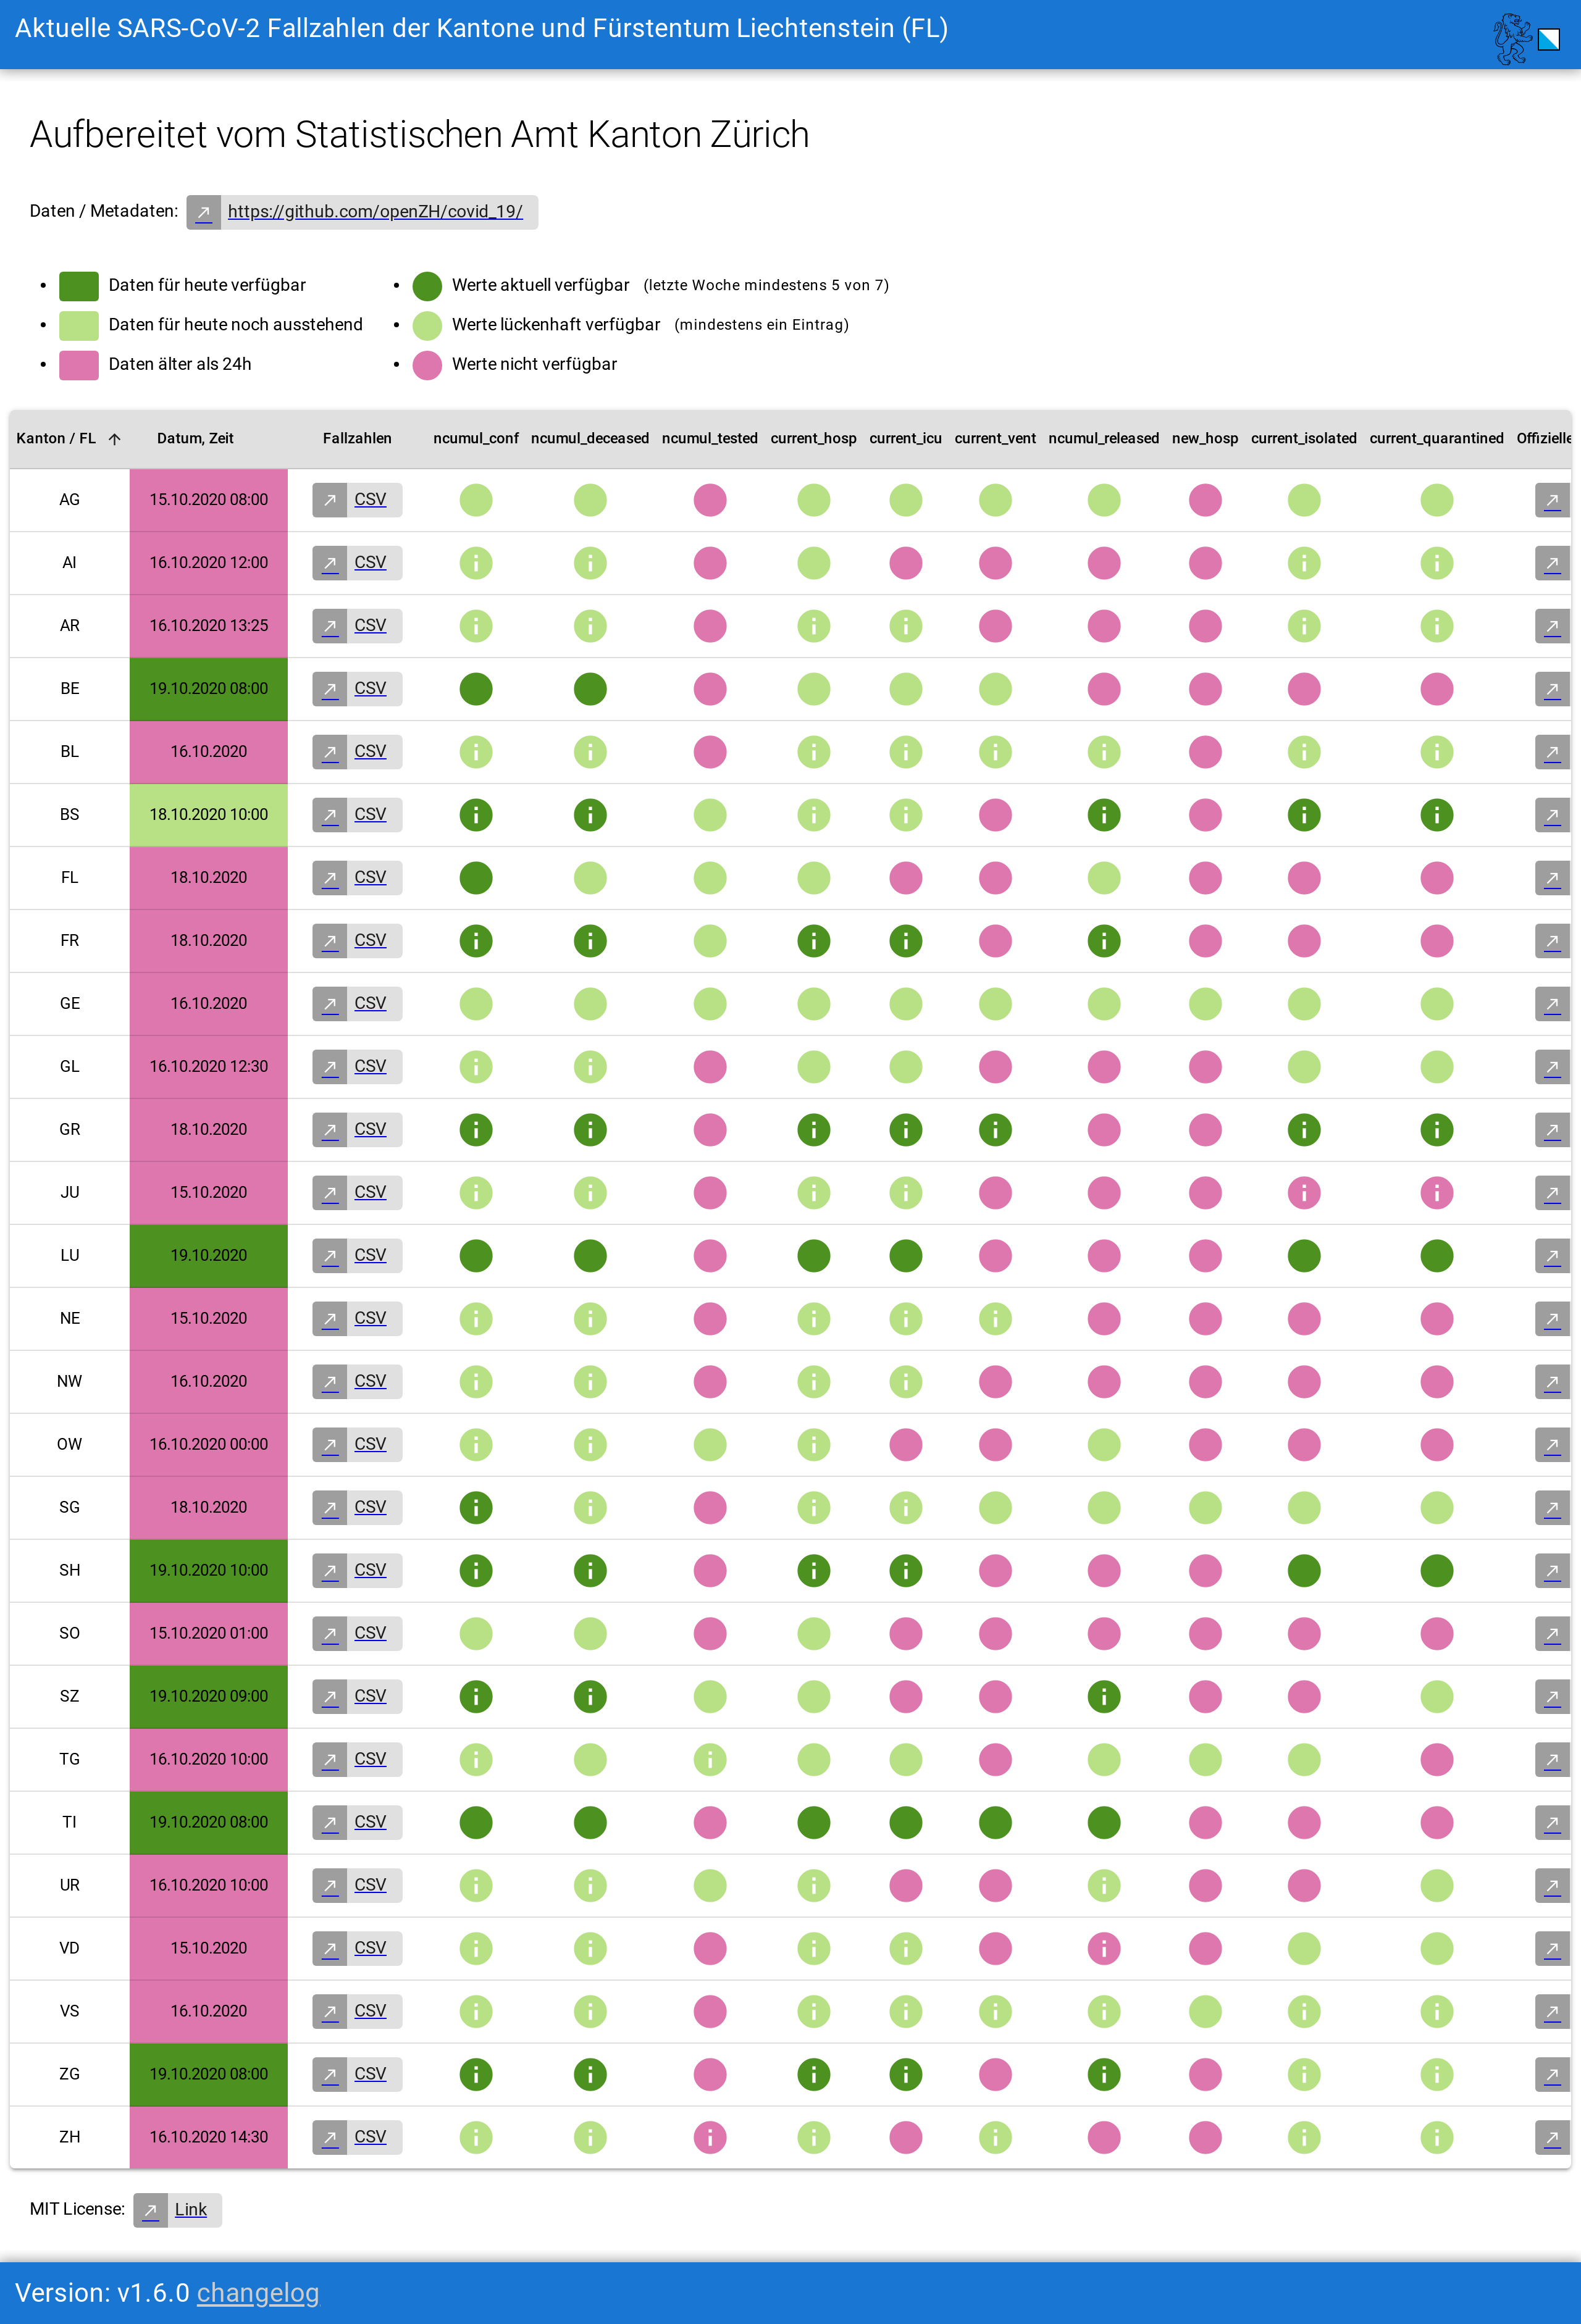 Aktuelle SARS-CoV-2 Fallzahlen der Kantone und Fürstentum Liechtenstein (FL)
Aufbereitet vom Statistischen Amt Kanton Zürich
Daten / Metadaten: https://github.com/openZH/covid_19/
Daten für heute verfügbar
Daten für heute noch ausstehend
Daten älter als 24h
Werte aktuell verfügbar (letzte Woche mindestens 5 von 7)
Werte lückenhaft verfügbar (mindestens ein Eintrag)
Werte nicht verfügbar
Kanton / FL Datum, Zeit Fallzahlen ncumul_conf ncumul_deceased ncumul_tested current_hosp current_icu current_vent ncumul_released new_hosp current_isolated current_quarantined Offizielle
AG 15.10.2020 08:00 CSV
AI 16.10.2020 12:00 CSV
AR 16.10.2020 13:25 CSV
BE 19.10.2020 08:00 CSV
BL 16.10.2020 CSV
BS 18.10.2020 10:00 CSV
FL 18.10.2020 CSV
FR 18.10.2020 CSV
GE 16.10.2020 CSV
GL 16.10.2020 12:30 CSV
GR 18.10.2020 CSV
JU 15.10.2020 CSV
LU 19.10.2020 CSV
NE 15.10.2020 CSV
NW 16.10.2020 CSV
OW 16.10.2020 00:00 CSV
SG 18.10.2020 CSV
SH 19.10.2020 10:00 CSV
SO 15.10.2020 01:00 CSV
SZ 19.10.2020 09:00 CSV
TG 16.10.2020 10:00 CSV
TI 19.10.2020 08:00 CSV
UR 16.10.2020 10:00 CSV
VD 15.10.2020 CSV
VS 16.10.2020 CSV
ZG 19.10.2020 08:00 CSV
ZH 16.10.2020 14:30 CSV
MIT License: Link
Version: v1.6.0 changelog